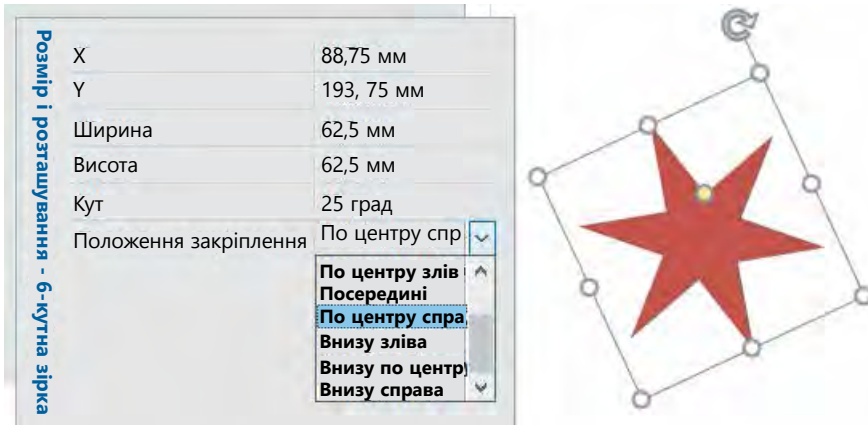 Розмір і розташування - 6-кутна зірка
X 88,75 мм
Y 193, 75 мм
Ширина 62,5 мм
Висота 62,5 мм
Кут 25 град
Положення закріплення По центру спр
По центру злів
Посередині
По центру спра
Внизу зліва
Внизу по центр
Внизу справа